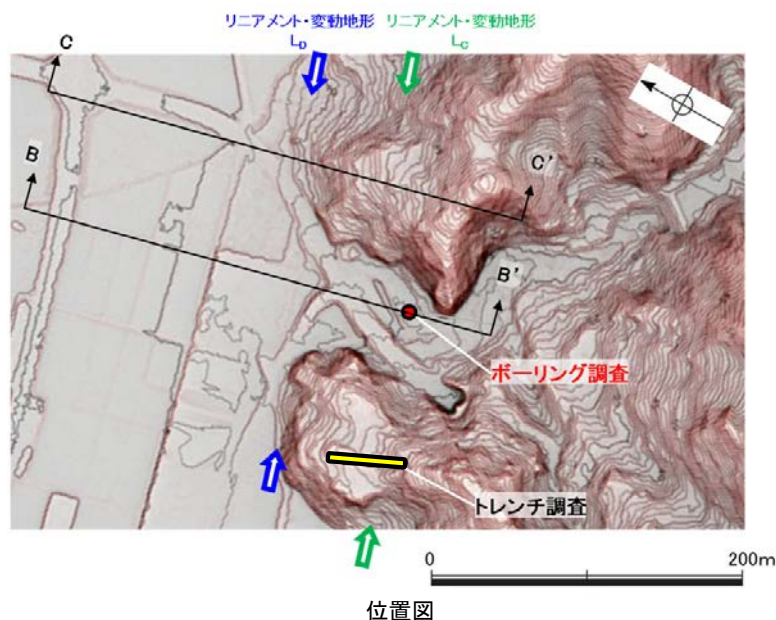 リニアメント・変動地形
L_D
リニアメント・変動地形
L_C
C
B
C'
B'
ボーリング調査
トレンチ調査
0
200m
位置図